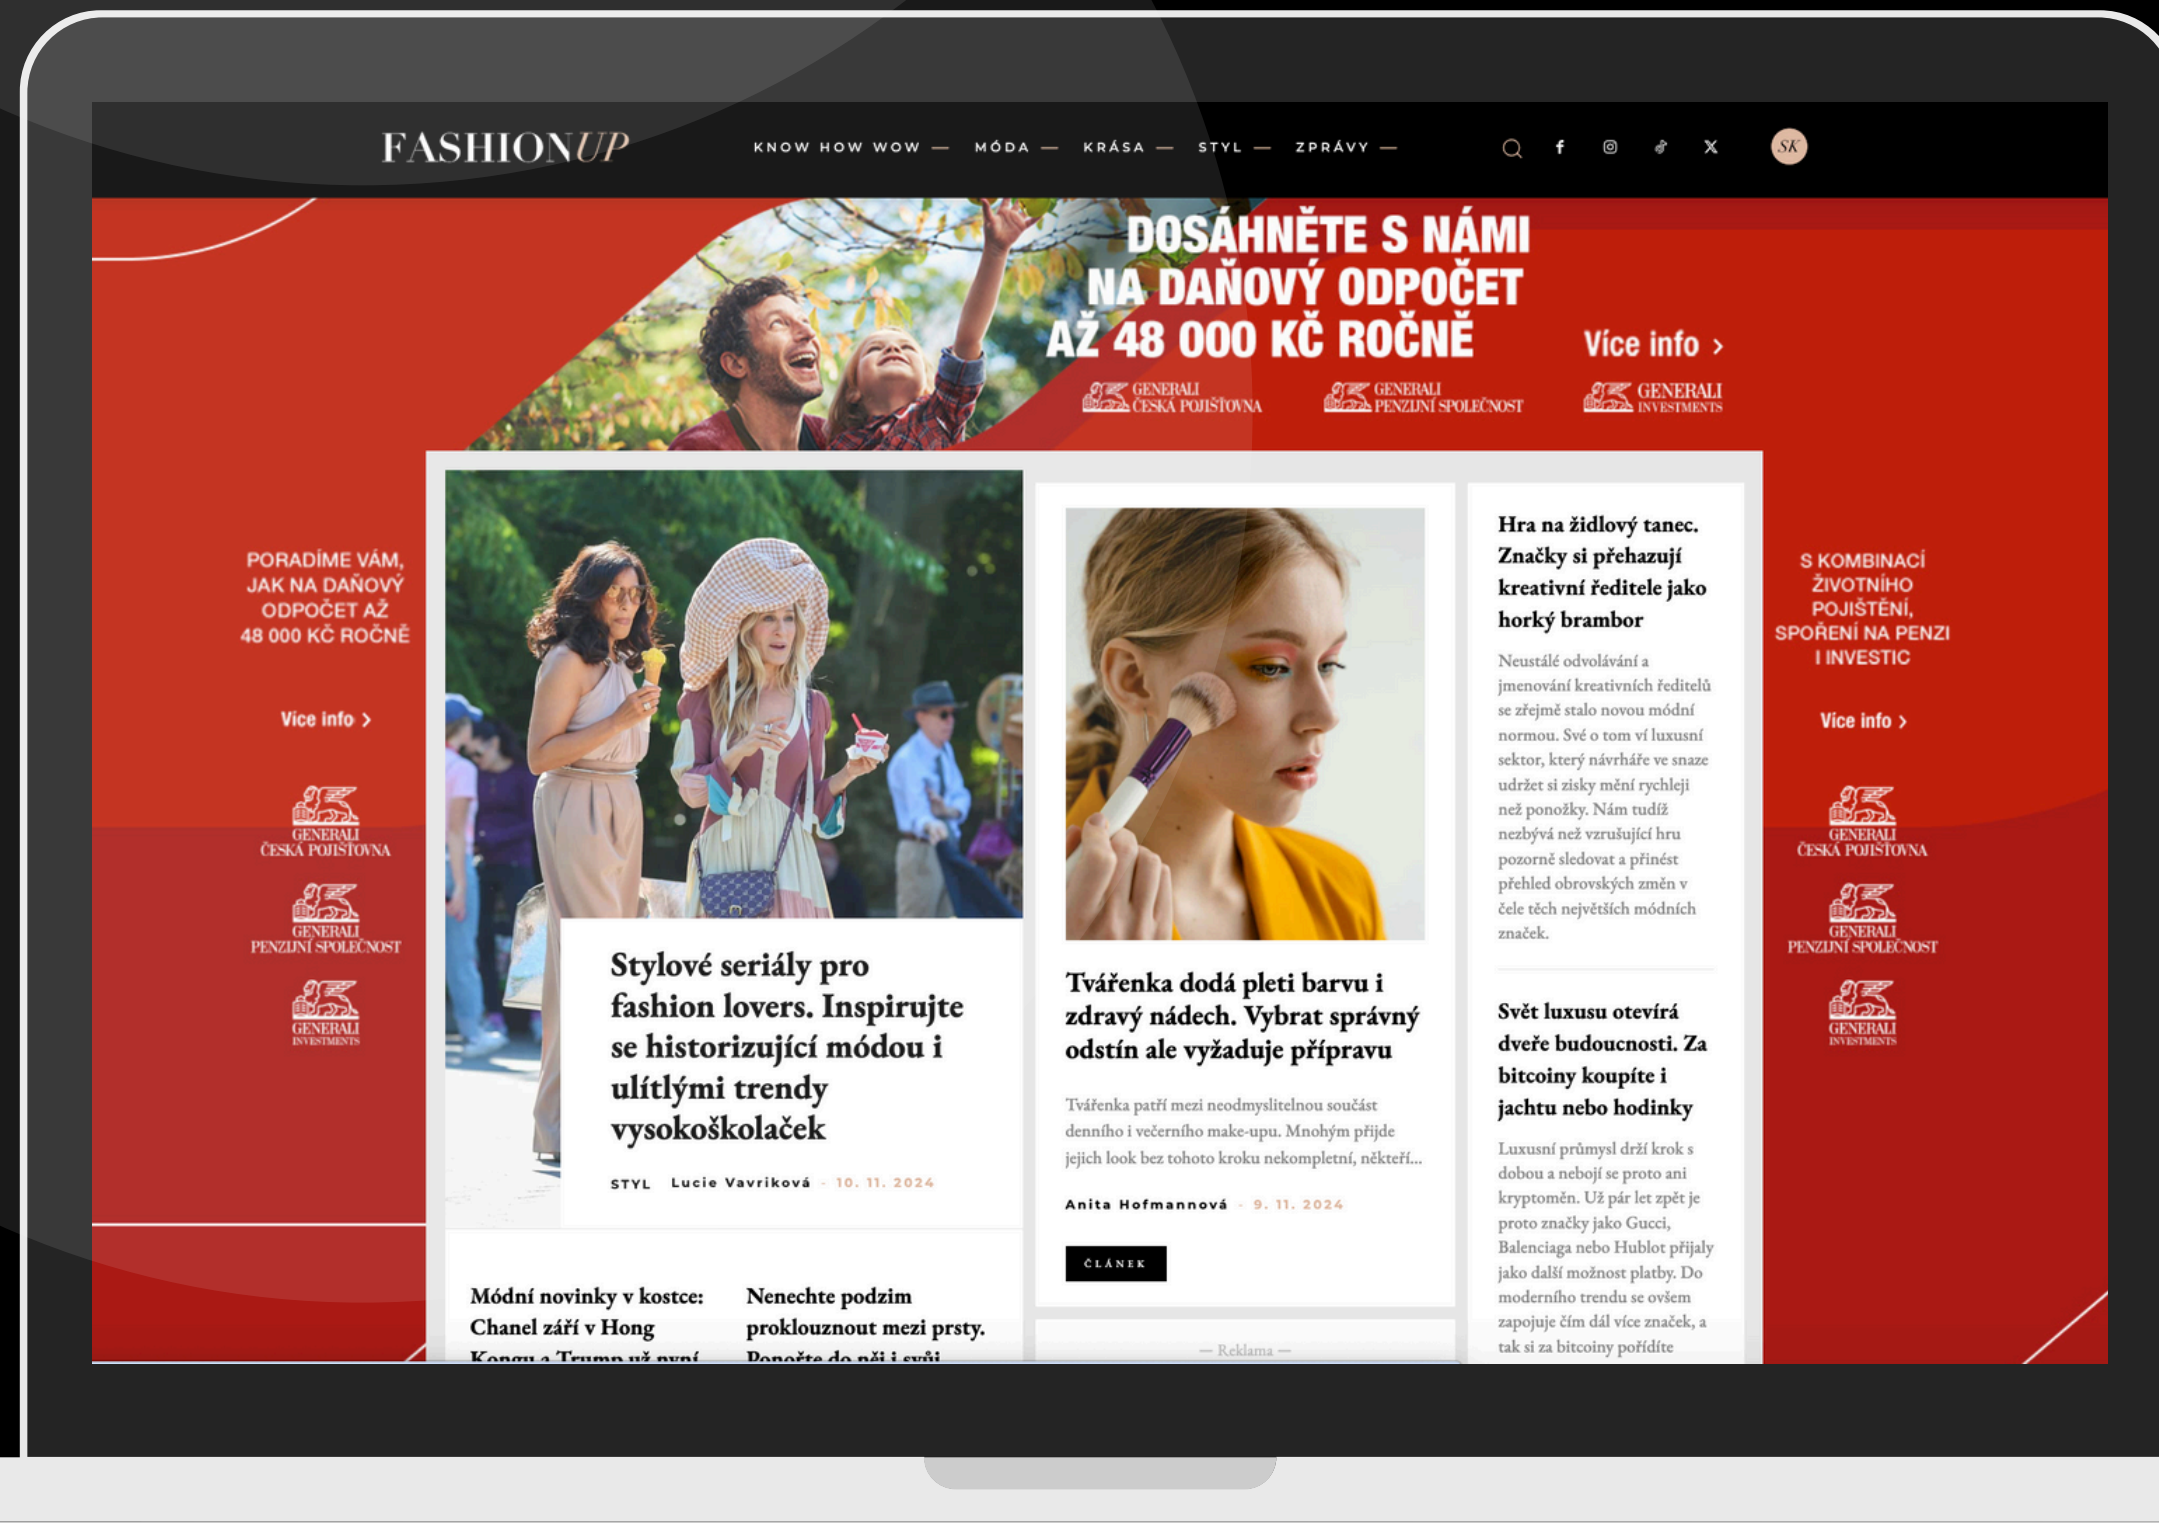 FASHIONUP
KNOW HOW WOW — MÓDA — KRÁSA — STYL — ZPRÁVY —
SK
DOSÁHNĚTE S NÁMI
NA DAŇOVÝ ODPOČET
AŽ 48 000 KČ ROČNĚ
Více info >
GENERALI
ČESKÁ POJIŠŤOVNA
GENERALI
PENZIJNÍ SPOLEČNOST
GENERALI
INVESTMENTS
PORADÍME VÁM,
JAK NA DAŇOVÝ
ODPOČET AŽ
48 000 KČ ROČNĚ
Více info >
GENERALI
ČESKÁ POJIŠŤOVNA
GENERALI
PENZIJNÍ SPOLEČNOST
GENERALI
INVESTMENTS
Stylové seriály pro
fashion lovers. Inspirujte
se historizující módou i
ulítlými trendy
vysokoškolaček
STYL Lucie Vavriková - 10. 11. 2024
Módní novinky v kostce:
Chanel září v Hong
Kongu a Trump už nyní
Nenechte podzim
proklouznout mezi prsty.
Ponořte do něj i svůj
Tvářenka dodá pleti barvu i
zdravý nádech. Vybrat správný
odstín ale vyžaduje přípravu
Tvářenka patří mezi neodmyslitelnou součást
denního i večerního make-upu. Mnohým přijde
jejich look bez tohoto kroku nekompletní, někteří...
Anita Hofmannová - 9. 11. 2024
ČLÁNEK
— Reklama —
Hra na židlový tanec.
Značky si přehazují
kreativní ředitele jako
horký brambor
Neustálé odvolávání a
jmenování kreativních ředitelů
se zřejmě stalo novou módní
normou. Své o tom ví luxusní
sektor, který návrháře ve snaze
udržet si zisky mění rychleji
než ponožky. Nám tudíž
nezbývá než vzrušující hru
pozorně sledovat a přinést
přehled obrovských změn v
čele těch největších módních
značek.
Svět luxusu otevírá
dveře budoucnosti. Za
bitcoiny koupíte i
jachtu nebo hodinky
Luxusní průmysl drží krok s
dobou a nebojí se proto ani
kryptoměn. Už pár let zpět je
proto značky jako Gucci,
Balenciaga nebo Hublot přijaly
jako další možnost platby. Do
moderního trendu se ovšem
zapojuje čím dál více značek, a
tak si za bitcoiny pořídíte
S KOMBINACÍ
ŽIVOTNÍHO
POJIŠTĚNÍ,
SPOŘENÍ NA PENZI
I INVESTIC
Více info >
GENERALI
ČESKÁ POJIŠŤOVNA
GENERALI
PENZIJNÍ SPOLEČNOST
GENERALI
INVESTMENTS